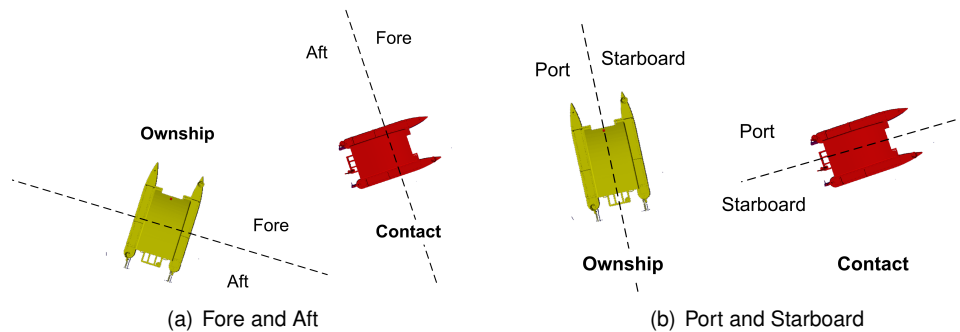 Aft
Fore
Ownship
Fore
Contact
Aft
(a) Fore and Aft
Starboard
Port
Port
Starboard
Ownship
Contact
(b) Port and Starboard